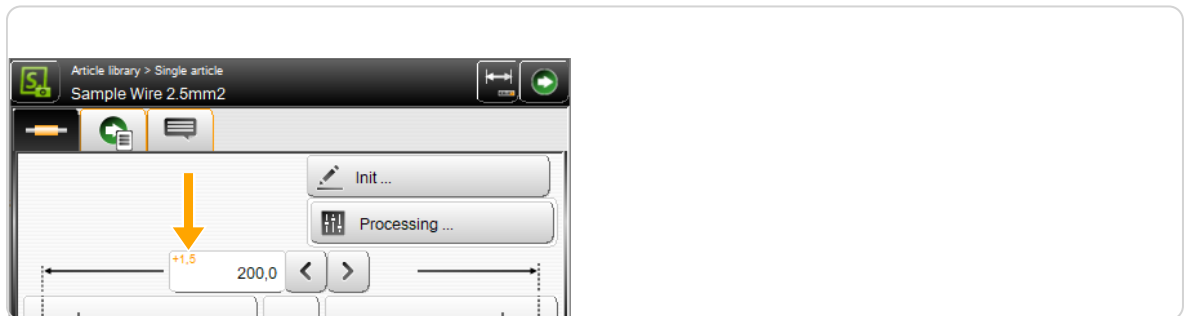 Article library > Single article
Sample Wire 2.5mm2
Init ...
Processing ...
+1,5
200,0